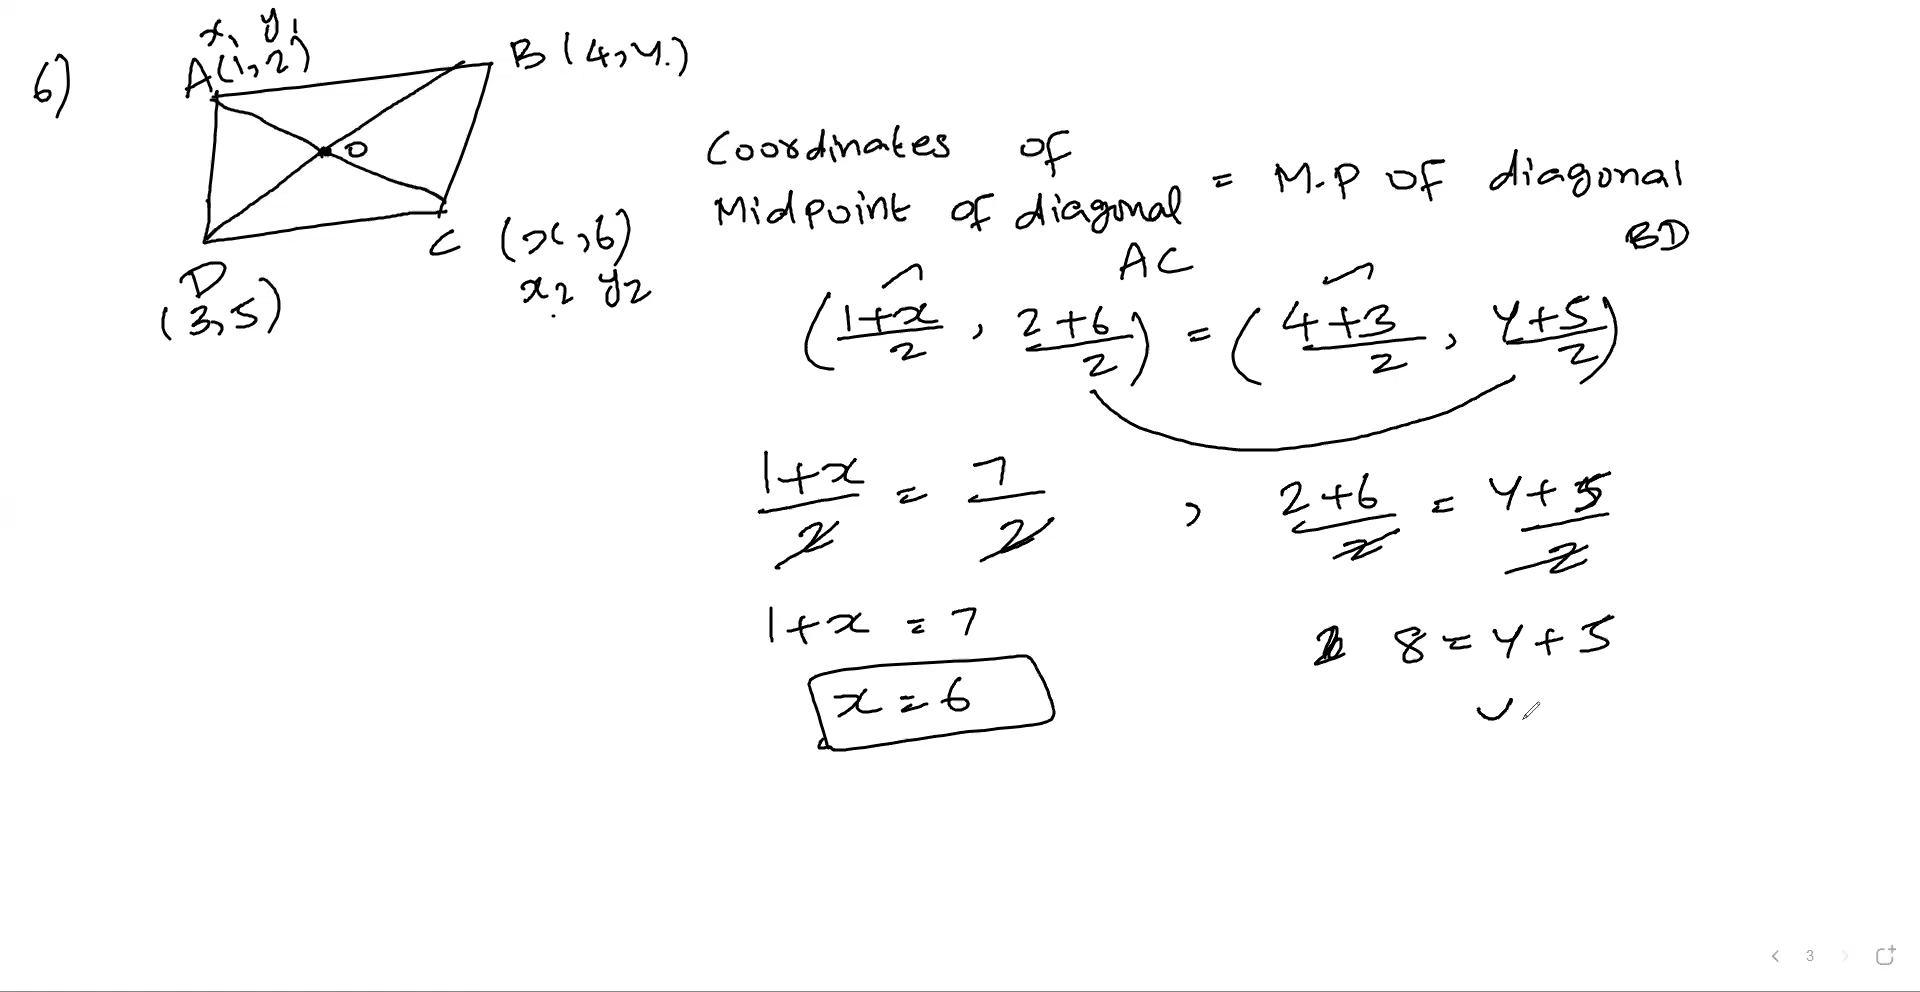 6)
x₁ y₁
A(1,2)
B(4,y.)
O
C (x,6)
x₂ y₂
D
(3,5)
Coordinates of
Midpoint of diagonal = M.P of diagonal
AC BD
(1+x/2 , 2+6/2) = (4+3/2 , y+5/2)
1+x/2 = 7/2 , 2+6/2 = y+5/2
1+x = 7 8 = y+5
x = 6
3